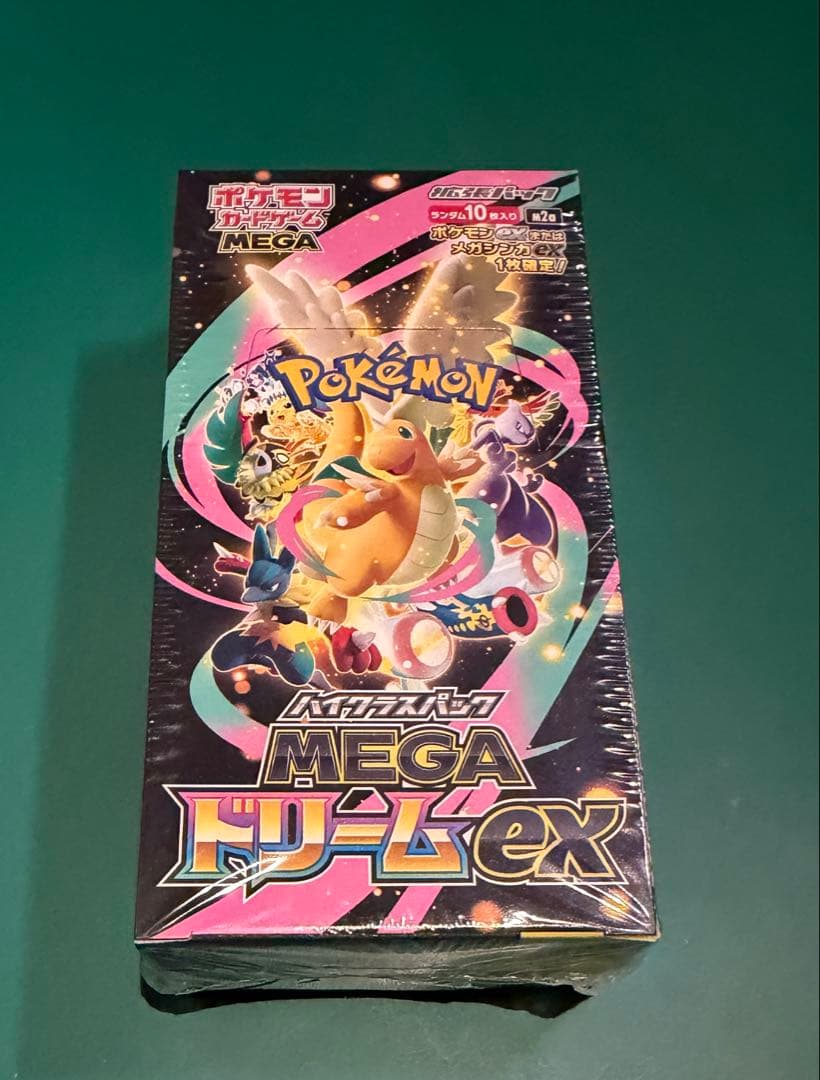 ポケモン
カードゲーム
MEGA
拡張パック
ランダム10枚入り
M2a
ポケモンexまたは
メガシンカex
1枚確定!!
POKéMON
ハイクラスパック
MEGA
ドリームex